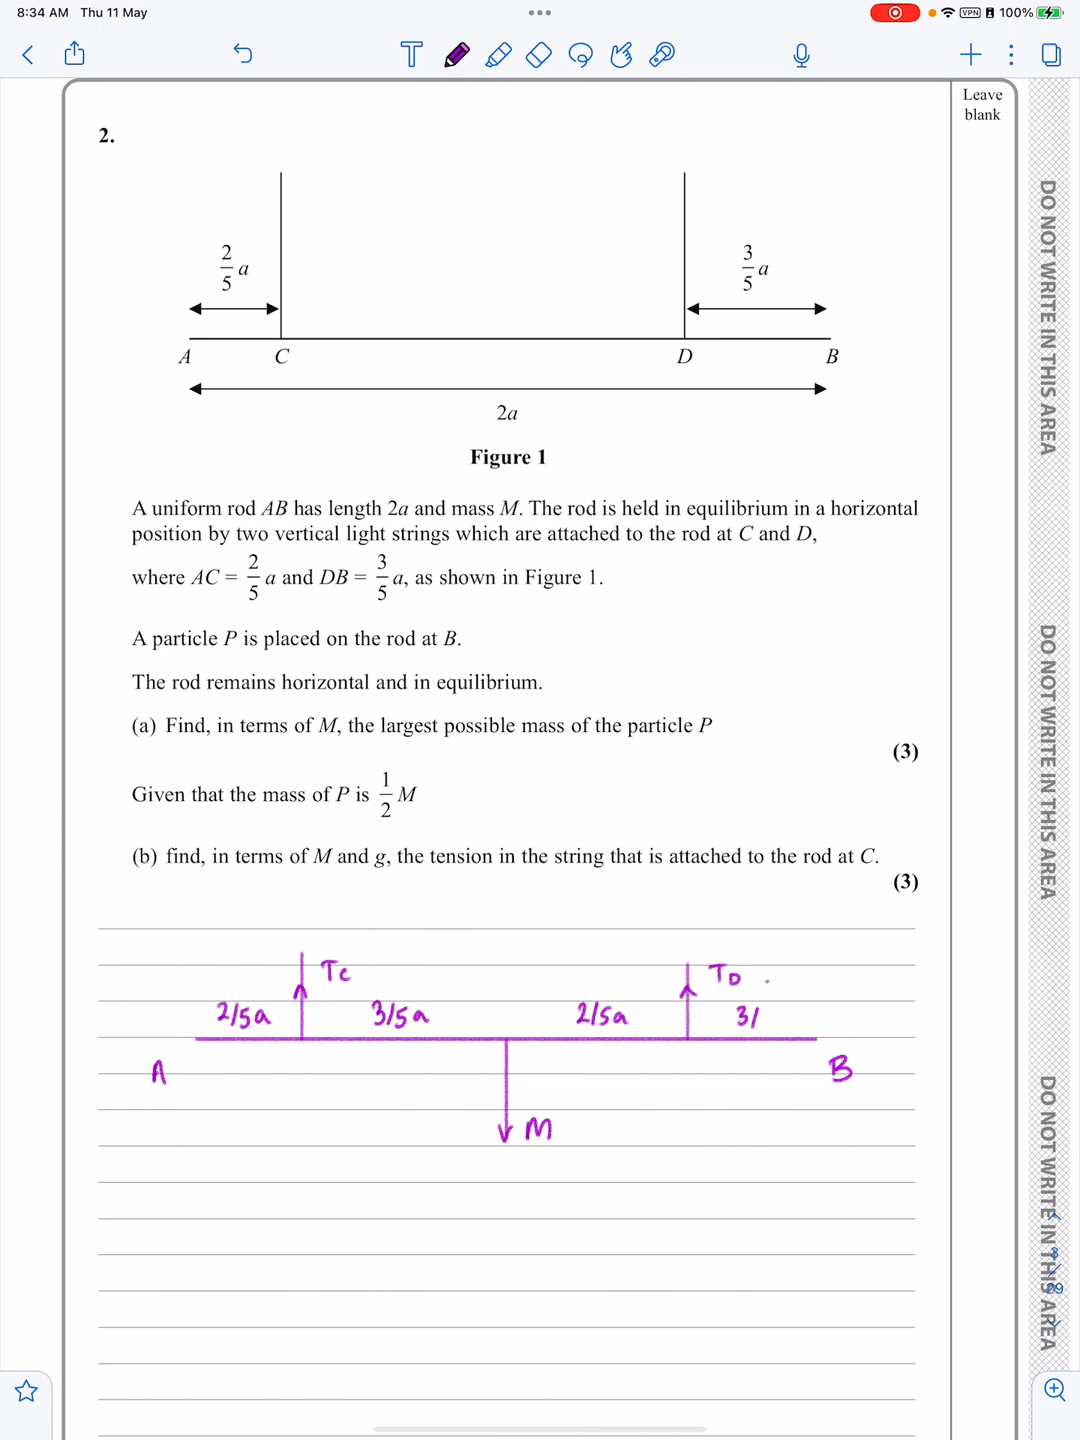 8:34 AM Thu 11 May
VPN 100%
T
Leave
blank
2.
2/5 a
3/5 a
A C D B
2a
Figure 1
A uniform rod AB has length 2a and mass M. The rod is held in equilibrium in a horizontal
position by two vertical light strings which are attached to the rod at C and D,
where AC = 2/5 a and DB = 3/5 a, as shown in Figure 1.
A particle P is placed on the rod at B.
The rod remains horizontal and in equilibrium.
(a) Find, in terms of M, the largest possible mass of the particle P
(3)
Given that the mass of P is 1/2 M
(b) find, in terms of M and g, the tension in the string that is attached to the rod at C.
(3)
Tc TD
2/5a 3/5a 2/5a 3/
A B
M
DO NOT WRITE IN THIS AREA
DO NOT WRITE IN THIS AREA
DO NOT WRITE IN THIS AREA
3 / 29